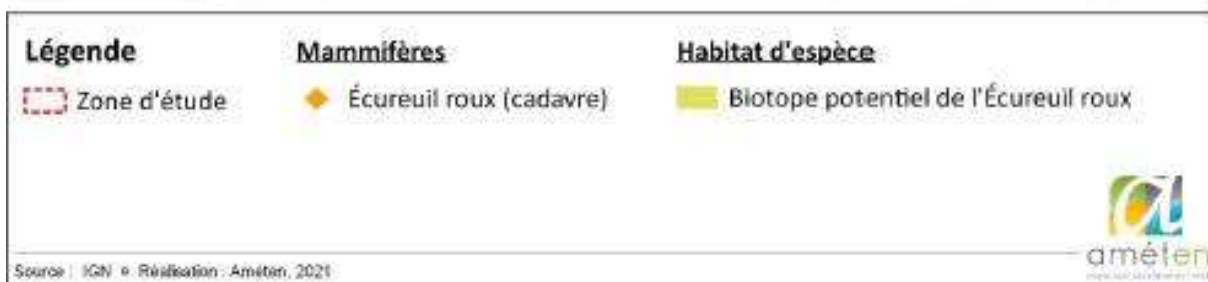 Légende
Mammifères
Habitat d'espèce
Zone d'étude
Écureuil roux (cadavre)
Biotope potentiel de l'Écureuil roux
améten
Source : IGN • Réalisation : Améten, 2021